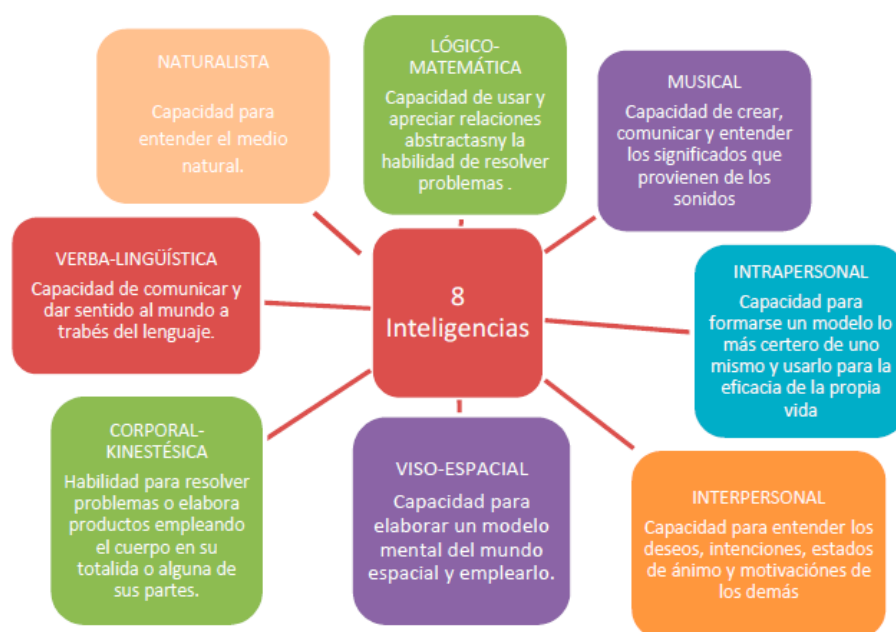 NATURALISTA
Capacidad para
entender el medio
natural.
LÓGICO-
MATEMÁTICA
Capacidad de usar y
apreciar relaciones
abstractasny la
habilidad de resolver
problemas .
MUSICAL
Capacidad de crear,
comunicar y entender
los significados que
provienen de los
sonidos
VERBA-LINGÜÍSTICA
Capacidad de comunicar y
dar sentido al mundo a
trabés del lenguaje.
8
Inteligencias
INTRAPERSONAL
Capacidad para
formarse un modelo lo
más certero de uno
mismo y usarlo para la
eficacia de la propia
vida
CORPORAL-
KINESTÉSICA
Habilidad para resolver
problemas o elabora
productos empleando
el cuerpo en su
totalida o alguna de
sus partes.
VISO-ESPACIAL
Capacidad para
elaborar un modelo
mental del mundo
espacial y emplearlo.
INTERPERSONAL
Capacidad para entender los
deseos, intenciones, estados
de ánimo y motivaciónes de
los demás